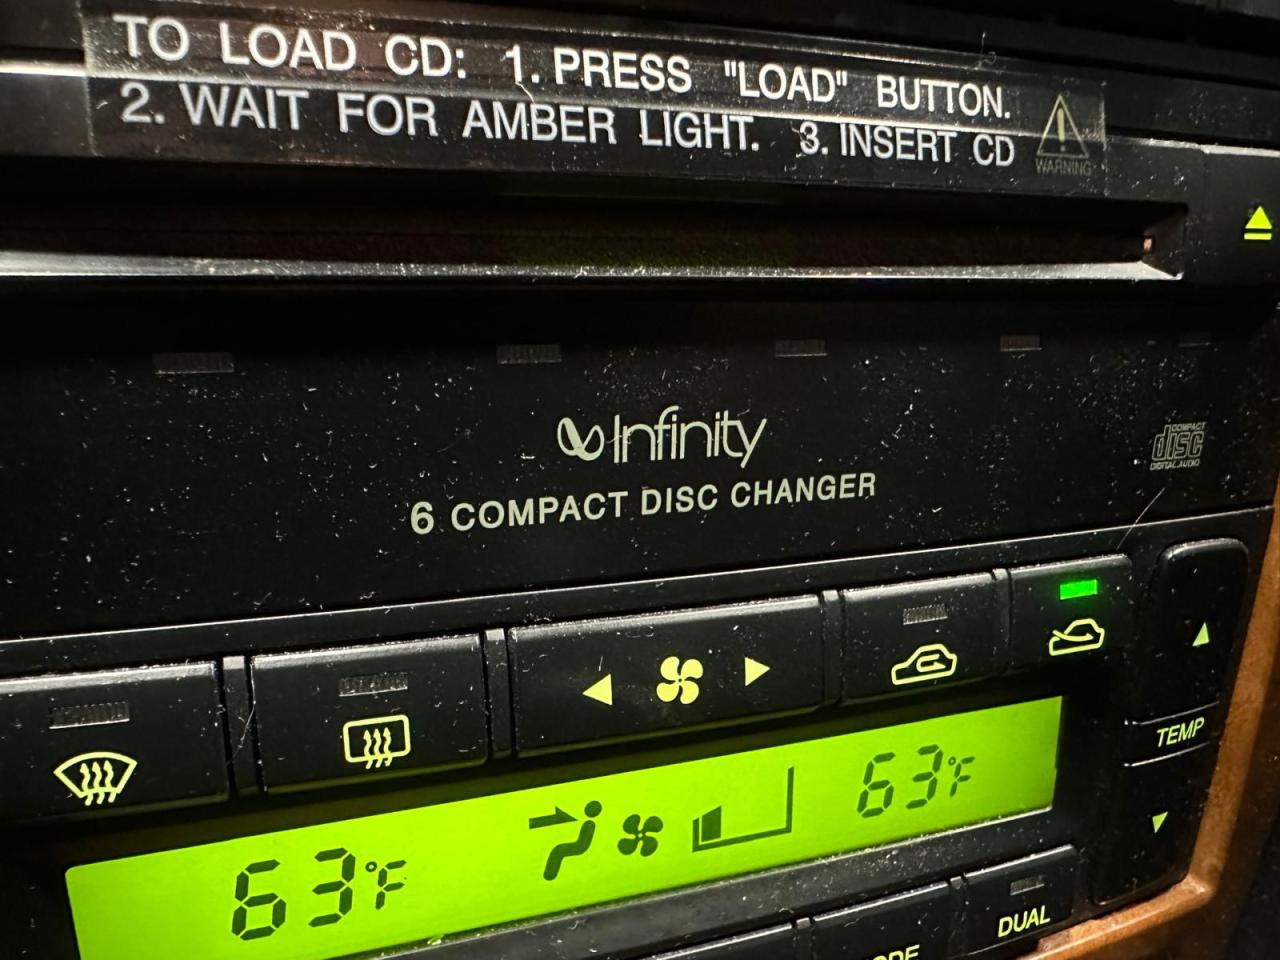 TO LOAD CD: 1. PRESS "LOAD" BUTTON.
2. WAIT FOR AMBER LIGHT. 3. INSERT CD
WARNING
Infinity
6 COMPACT DISC CHANGER
COMPACT
disc
DIGITAL AUDIO
TEMP
63°F
63°F
DUAL